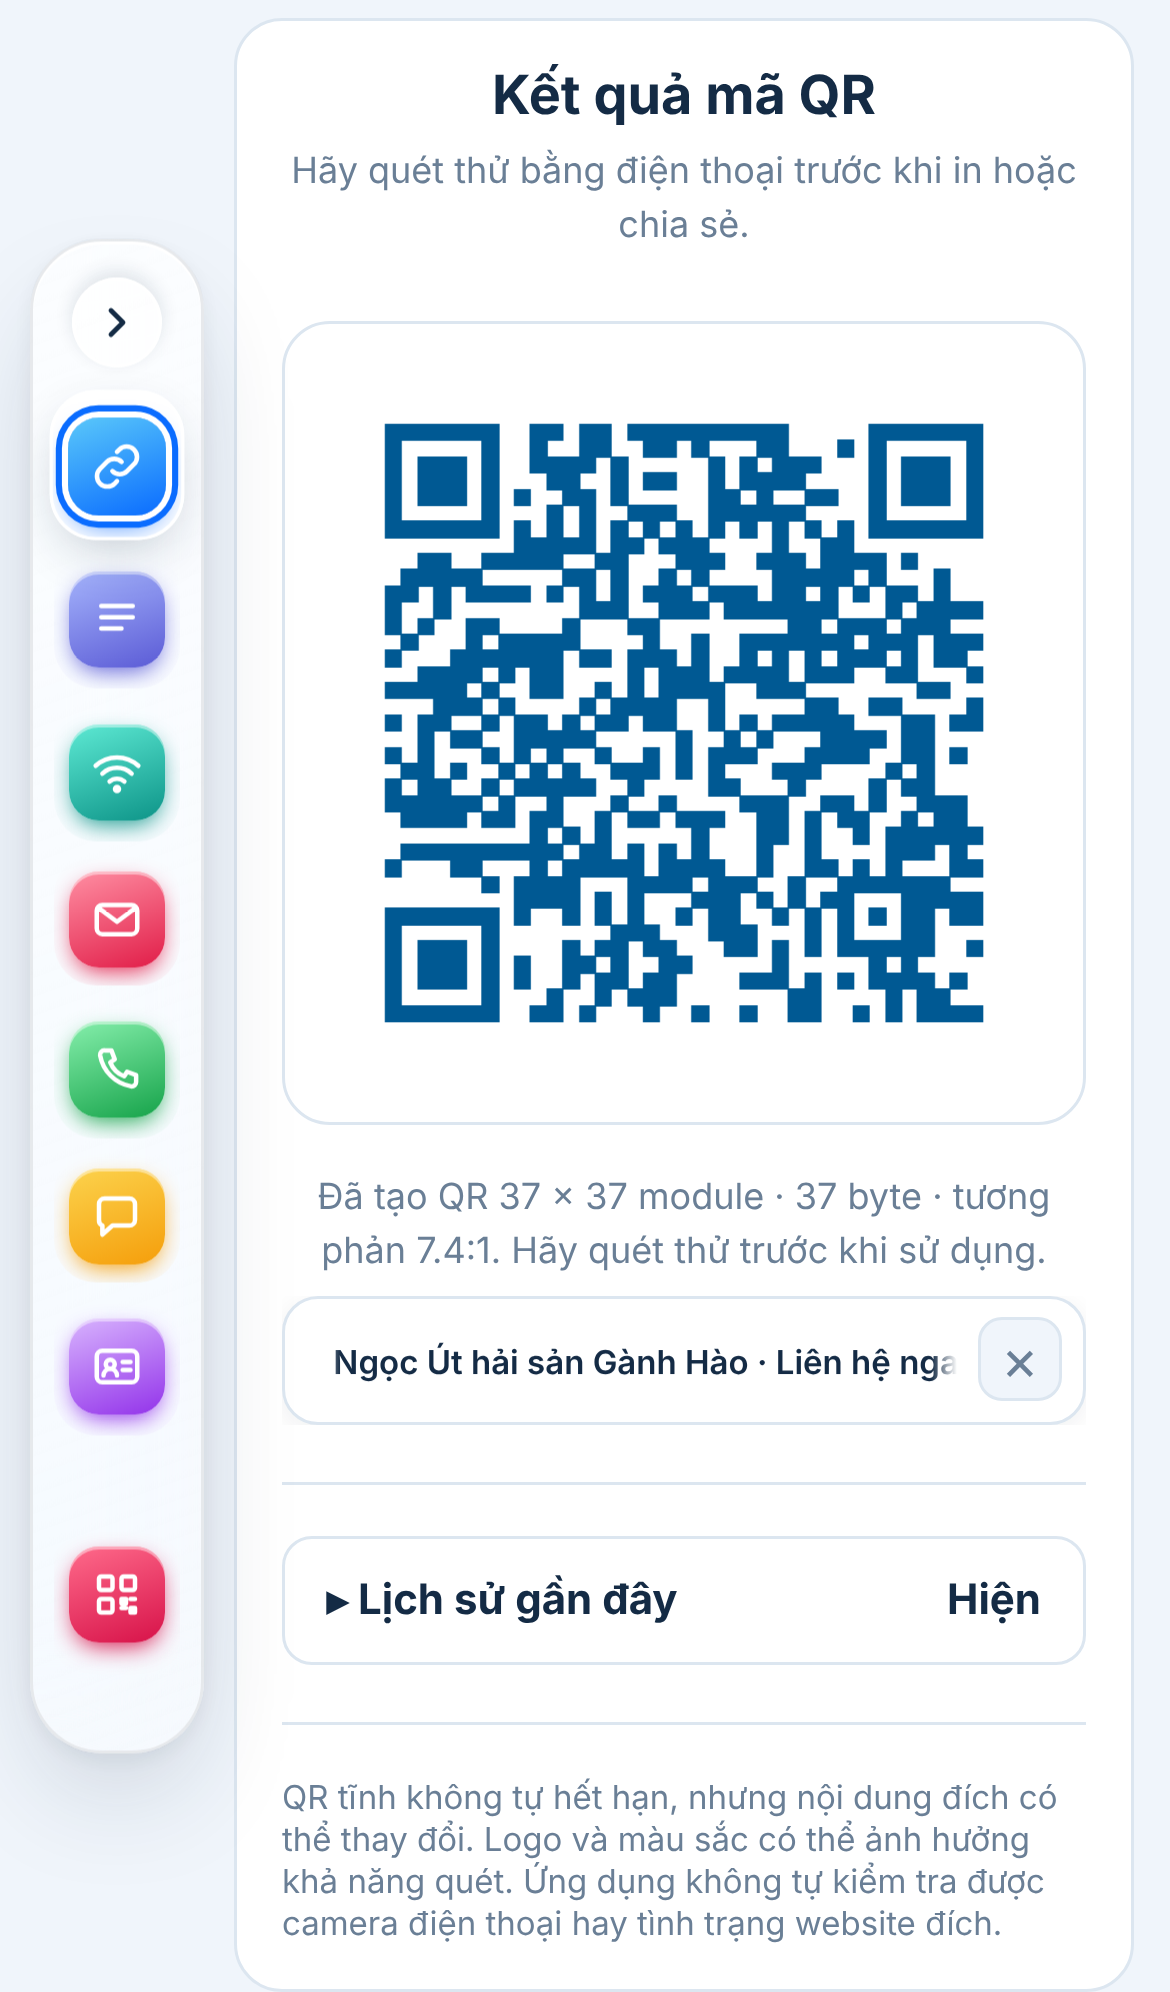 Kết quả mã QR
Hãy quét thử bằng điện thoại trước khi in hoặc
chia sẻ.
Đã tạo QR 37 × 37 module · 37 byte · tương
phản 7.4:1. Hãy quét thử trước khi sử dụng.
Ngọc Út hải sản Gành Hào · Liên hệ nga
▸ Lịch sử gần đây Hiện
QR tĩnh không tự hết hạn, nhưng nội dung đích có
thể thay đổi. Logo và màu sắc có thể ảnh hưởng
khả năng quét. Ứng dụng không tự kiểm tra được
camera điện thoại hay tình trạng website đích.